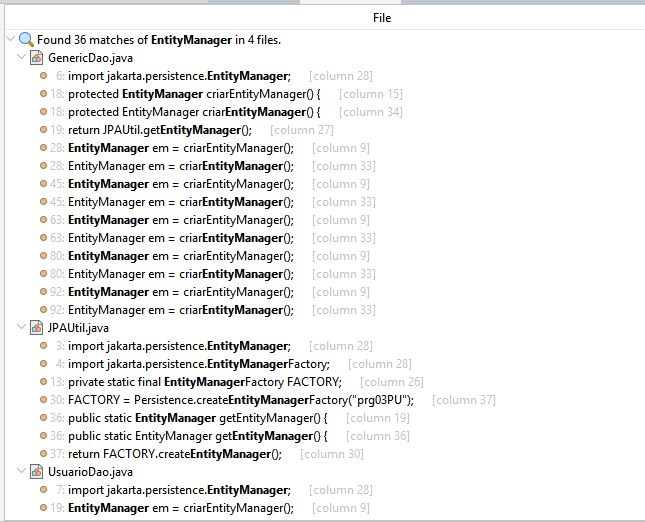 File
Found 36 matches of EntityManager in 4 files.
GenericDao.java
6: import jakarta.persistence.EntityManager; [column 28]
18: protected EntityManager criarEntityManager() { [column 15]
18: protected EntityManager criarEntityManager() { [column 34]
19: return JPAUtil.getEntityManager(); [column 27]
28: EntityManager em = criarEntityManager(); [column 9]
28: EntityManager em = criarEntityManager(); [column 33]
45: EntityManager em = criarEntityManager(); [column 9]
45: EntityManager em = criarEntityManager(); [column 33]
63: EntityManager em = criarEntityManager(); [column 9]
63: EntityManager em = criarEntityManager(); [column 33]
80: EntityManager em = criarEntityManager(); [column 9]
80: EntityManager em = criarEntityManager(); [column 33]
92: EntityManager em = criarEntityManager(); [column 9]
92: EntityManager em = criarEntityManager(); [column 33]
JPAUtil.java
3: import jakarta.persistence.EntityManager; [column 28]
4: import jakarta.persistence.EntityManagerFactory; [column 28]
13: private static final EntityManagerFactory FACTORY; [column 26]
30: FACTORY = Persistence.createEntityManagerFactory("prg03PU"); [column 37]
36: public static EntityManager getEntityManager() { [column 19]
36: public static EntityManager getEntityManager() { [column 36]
37: return FACTORY.createEntityManager(); [column 30]
UsuarioDao.java
7: import jakarta.persistence.EntityManager; [column 28]
19: EntityManager em = criarEntityManager(); [column 9]